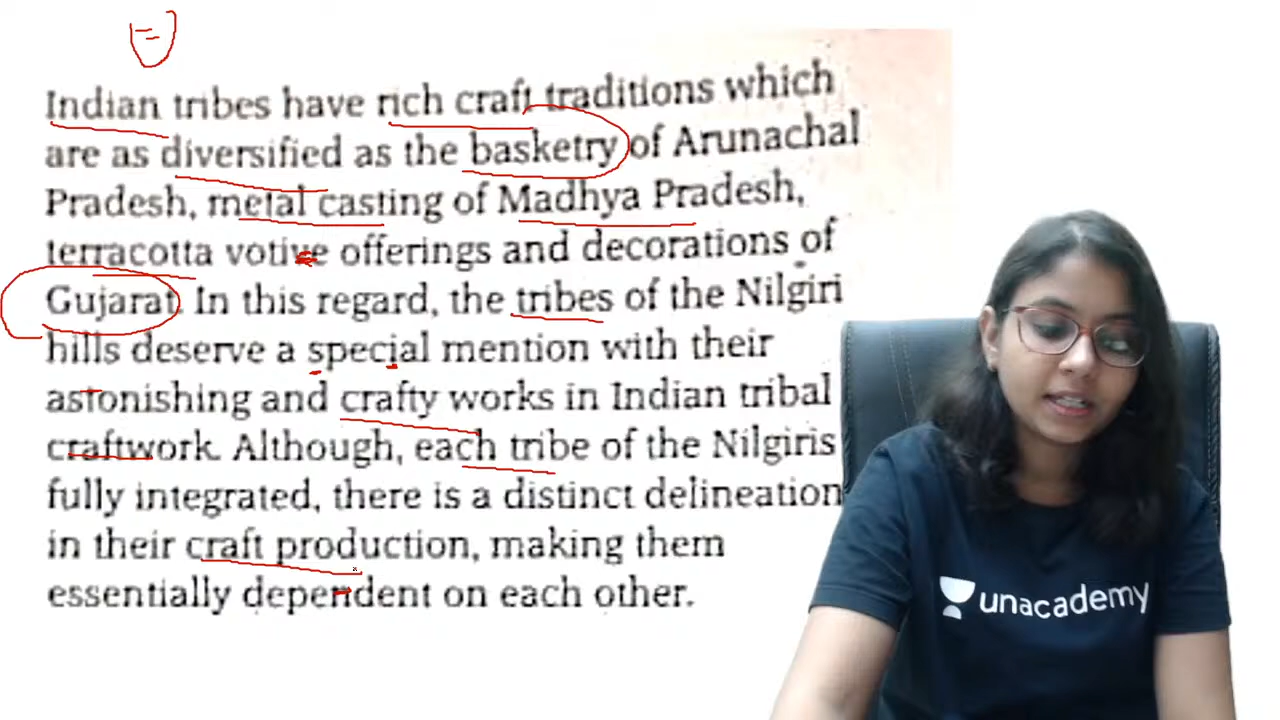 Indian tribes have rich craft traditions which
are as diversified as the basketry of Arunachal
Pradesh, metal casting of Madhya Pradesh,
terracotta votive offerings and decorations of
Gujarat. In this regard, the tribes of the Nilgiri
hills deserve a special mention with their
astonishing and crafty works in Indian tribal
craftwork. Although, each tribe of the Nilgiris
fully integrated, there is a distinct delineation
in their craft production, making them
essentially dependent on each other.
unacademy